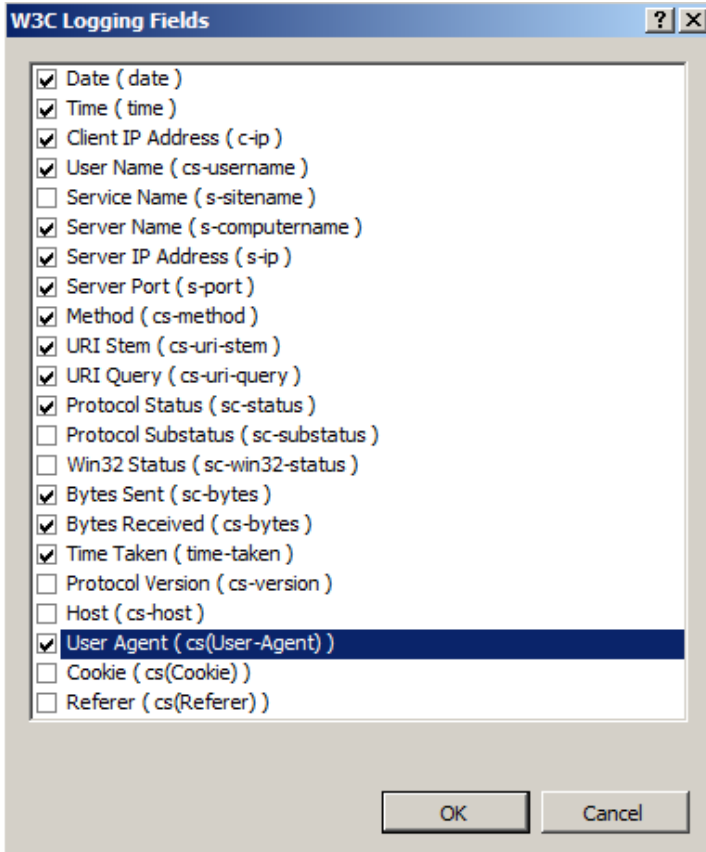 W3C Logging Fields
Date ( date )
Time ( time )
Client IP Address ( c-ip )
User Name ( cs-username )
Service Name ( s-sitename )
Server Name ( s-computername )
Server IP Address ( s-ip )
Server Port ( s-port )
Method ( cs-method )
URI Stem ( cs-uri-stem )
URI Query ( cs-uri-query )
Protocol Status ( sc-status )
Protocol Substatus ( sc-substatus )
Win32 Status ( sc-win32-status )
Bytes Sent ( sc-bytes )
Bytes Received ( cs-bytes )
Time Taken ( time-taken )
Protocol Version ( cs-version )
Host ( cs-host )
User Agent ( cs(User-Agent) )
Cookie ( cs(Cookie) )
Referer ( cs(Referer) )
OK Cancel